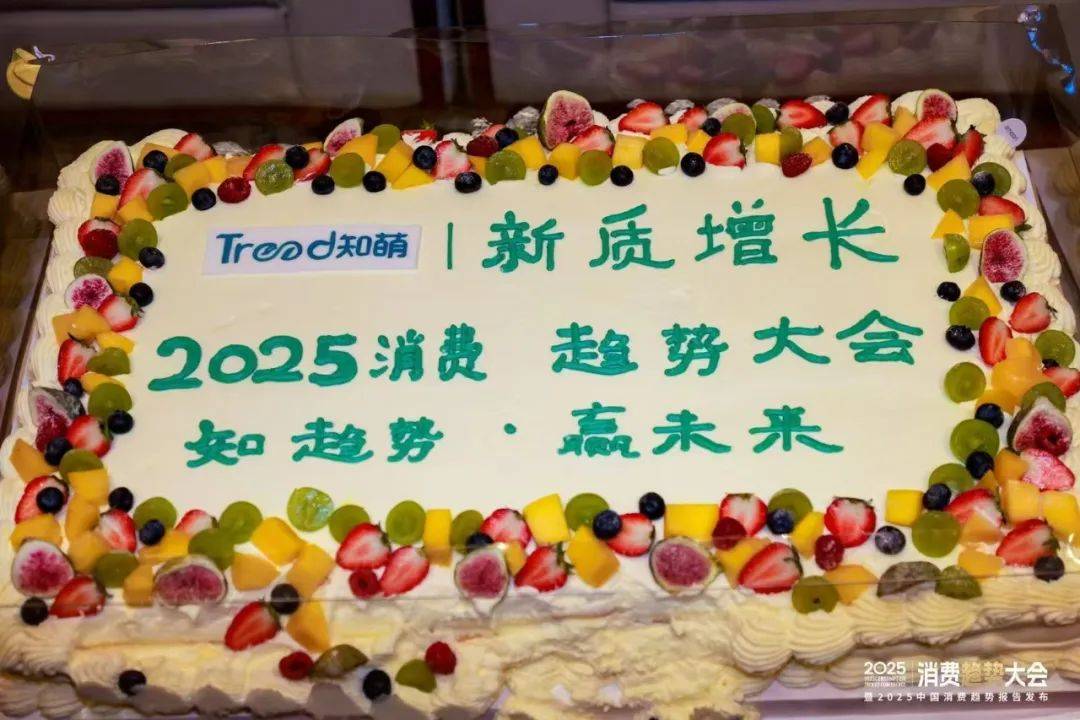 Trend知萌 | 新质增长
2025消费 趋势大会
知趋势·赢未来
2025 消费趋势大会
暨2025中国消费趋势报告发布